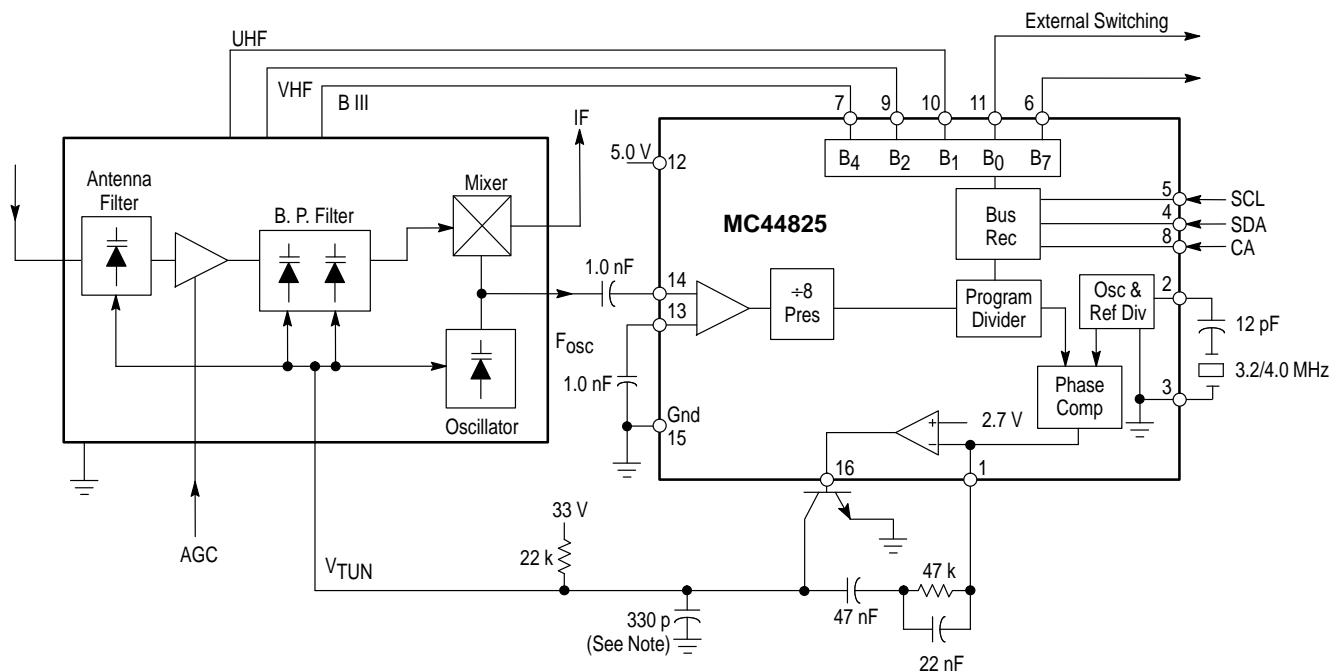 External Switching
UHF
VHF
B III
IF
7
9
10
11
6
5.0 V
12
B4
B2
B1
B0
B7
Antenna
Filter
B. P. Filter
Mixer
MC44825
Bus
Rec
5
SCL
4
SDA
8
CA
1.0 nF
14
13
÷8
Pres
Program
Divider
Osc &
Ref Div
2
12 pF
3.2/4.0 MHz
3
Fosc
1.0 nF
Oscillator
Gnd
15
Phase
Comp
2.7 V
+
–
16
1
AGC
33 V
22 k
VTUN
330 p
(See Note)
47 nF
47 k
22 nF